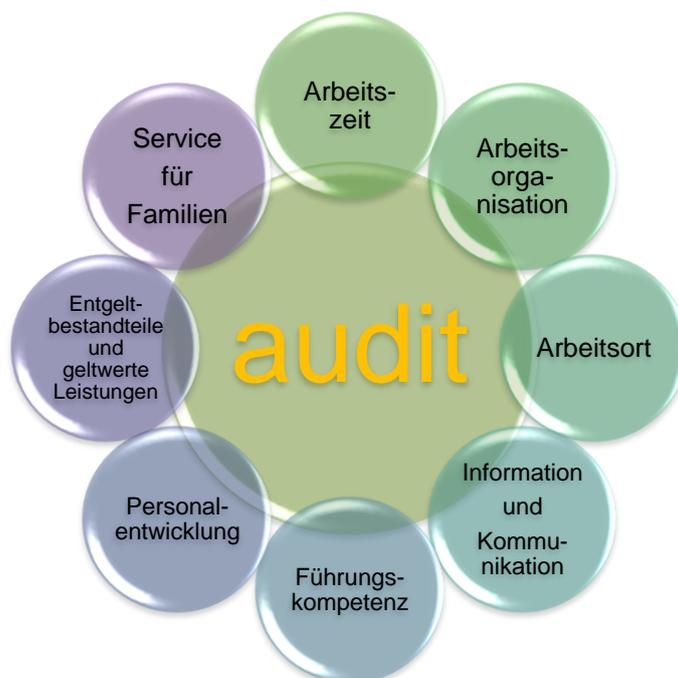 Arbeits-
zeit
Arbeits-
orga-
nisation
Arbeitsort
Information
und
Kommu-
nikation
Führungs-
kompetenz
Personal-
entwicklung
Entgelt-
bestandteile
und
geltwerte
Leistungen
Service
für
Familien
audit